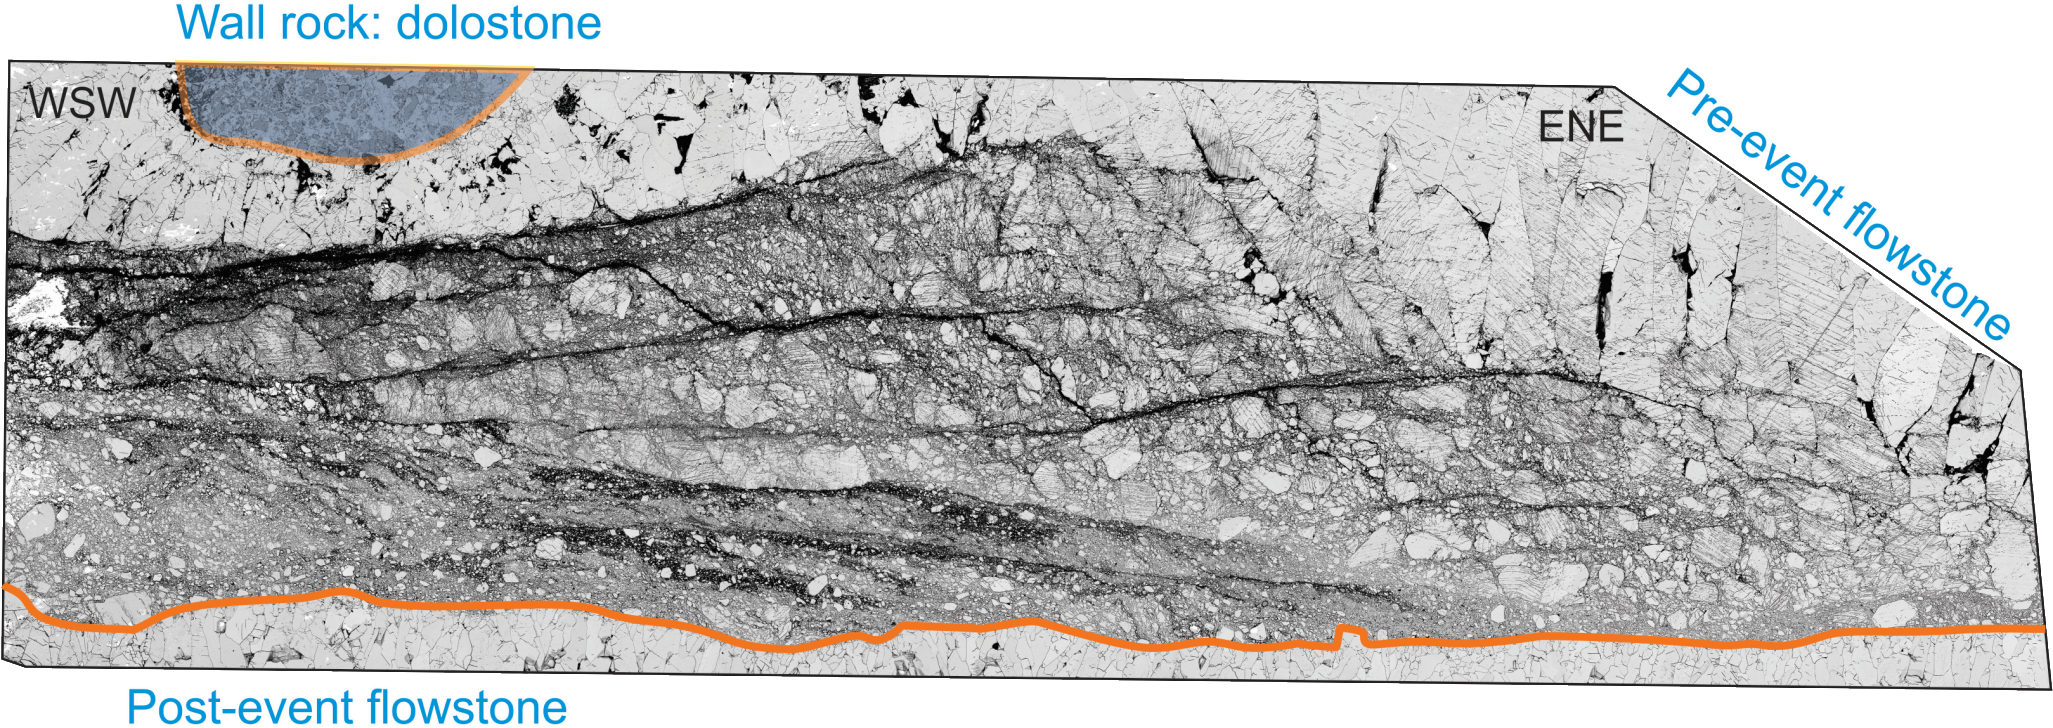 Wall rock: dolostone
WSW
ENE
Pre-event flowstone
Post-event flowstone